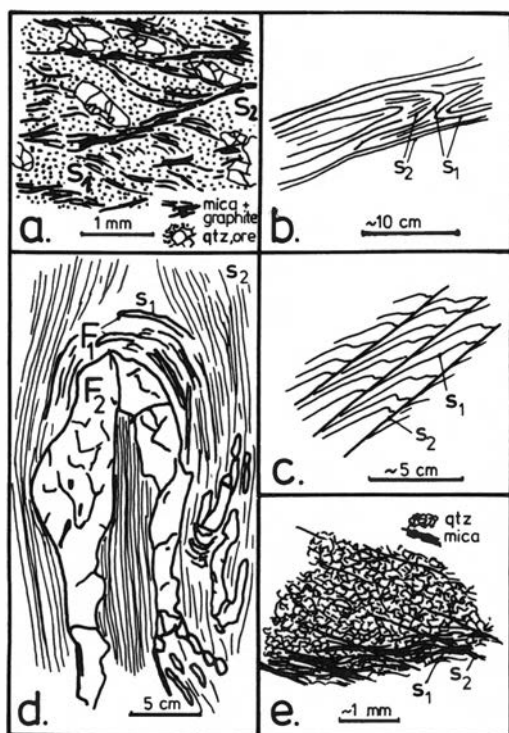 S₂
S₁
a.
1 mm
mica +
graphite
qtz, ore
S₂ S₁
b.
~10 cm
S₁
S₂
c.
~5 cm
S₂
S₁
F₁
F₂
d.
5 cm
qtz
mica
S₁ S₂
e.
~1 mm